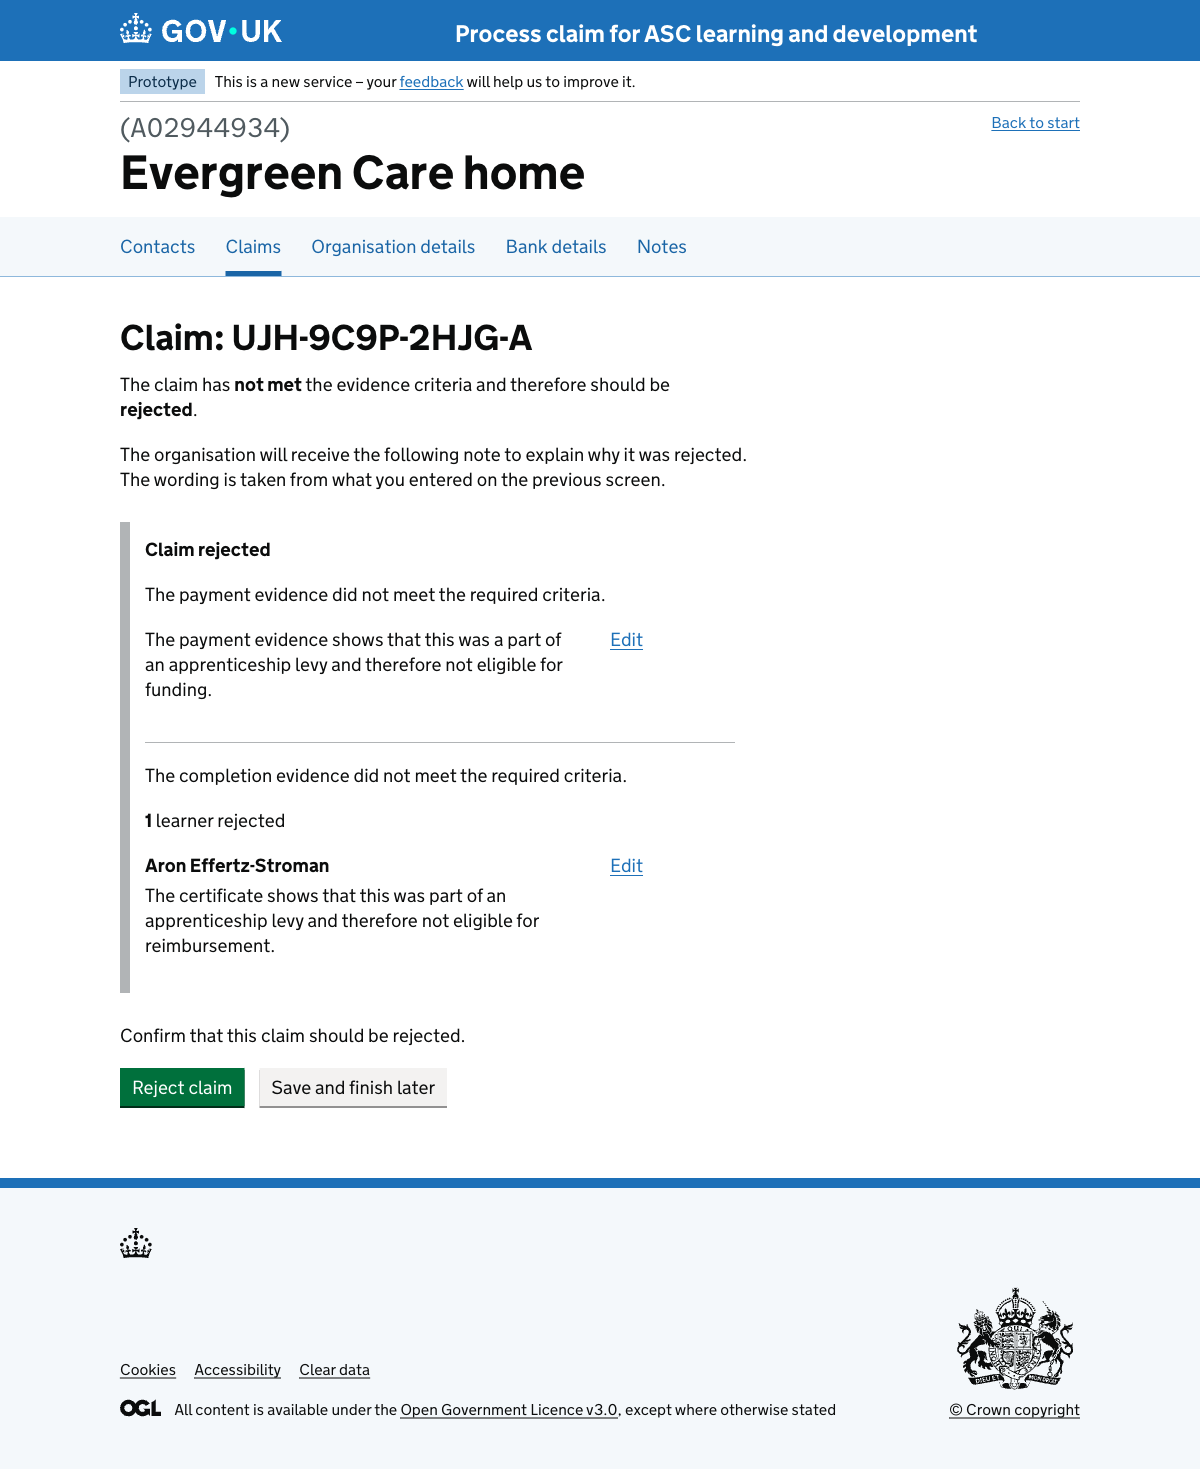 GOV·UK
Process claim for ASC learning and development
Prototype This is a new service – your feedback will help us to improve it.
(A02944934)
Back to start
Evergreen Care home
Contacts Claims Organisation details Bank details Notes
Claim: UJH-9C9P-2HJG-A
The claim has not met the evidence criteria and therefore should be
rejected.
The organisation will receive the following note to explain why it was rejected.
The wording is taken from what you entered on the previous screen.
Claim rejected
The payment evidence did not meet the required criteria.
The payment evidence shows that this was a part of
an apprenticeship levy and therefore not eligible for
funding.
Edit
The completion evidence did not meet the required criteria.
1 learner rejected
Aron Effertz-Stroman
Edit
The certificate shows that this was part of an
apprenticeship levy and therefore not eligible for
reimbursement.
Confirm that this claim should be rejected.
Reject claim Save and finish later
Cookies Accessibility Clear data
OGL All content is available under the Open Government Licence v3.0, except where otherwise stated
© Crown copyright